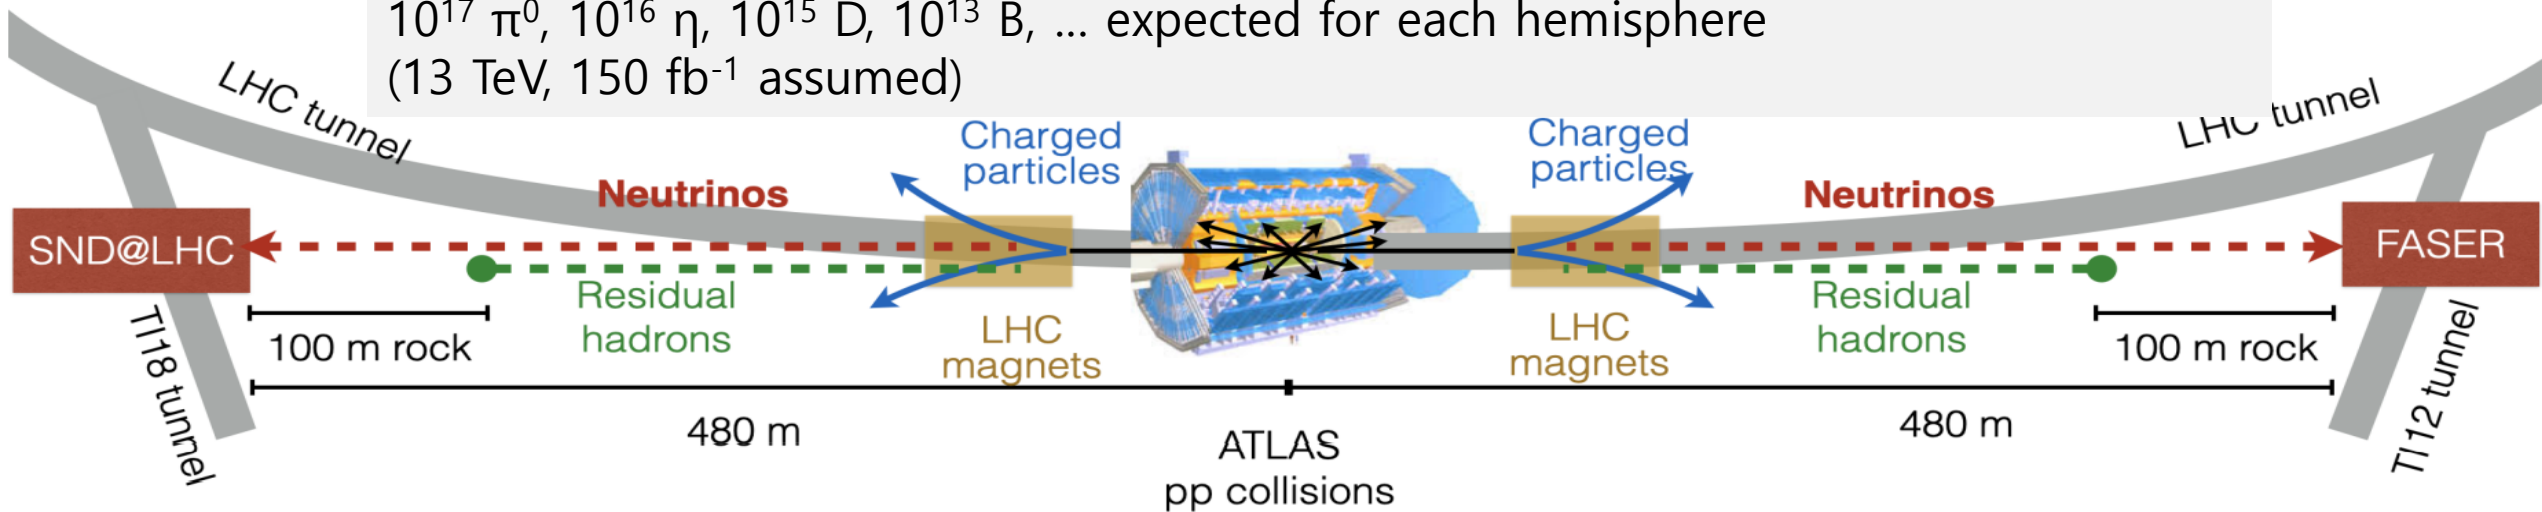 10¹⁷ π⁰, 10¹⁶ η, 10¹⁵ D, 10¹³ B, ... expected for each hemisphere
(13 TeV, 150 fb⁻¹ assumed)
LHC tunnel
LHC tunnel
Charged
particles
Charged
particles
Neutrinos
Neutrinos
SND@LHC
FASER
Residual
hadrons
Residual
hadrons
LHC
magnets
LHC
magnets
100 m rock
100 m rock
TI18 tunnel
TI12 tunnel
480 m
480 m
ATLAS
pp collisions